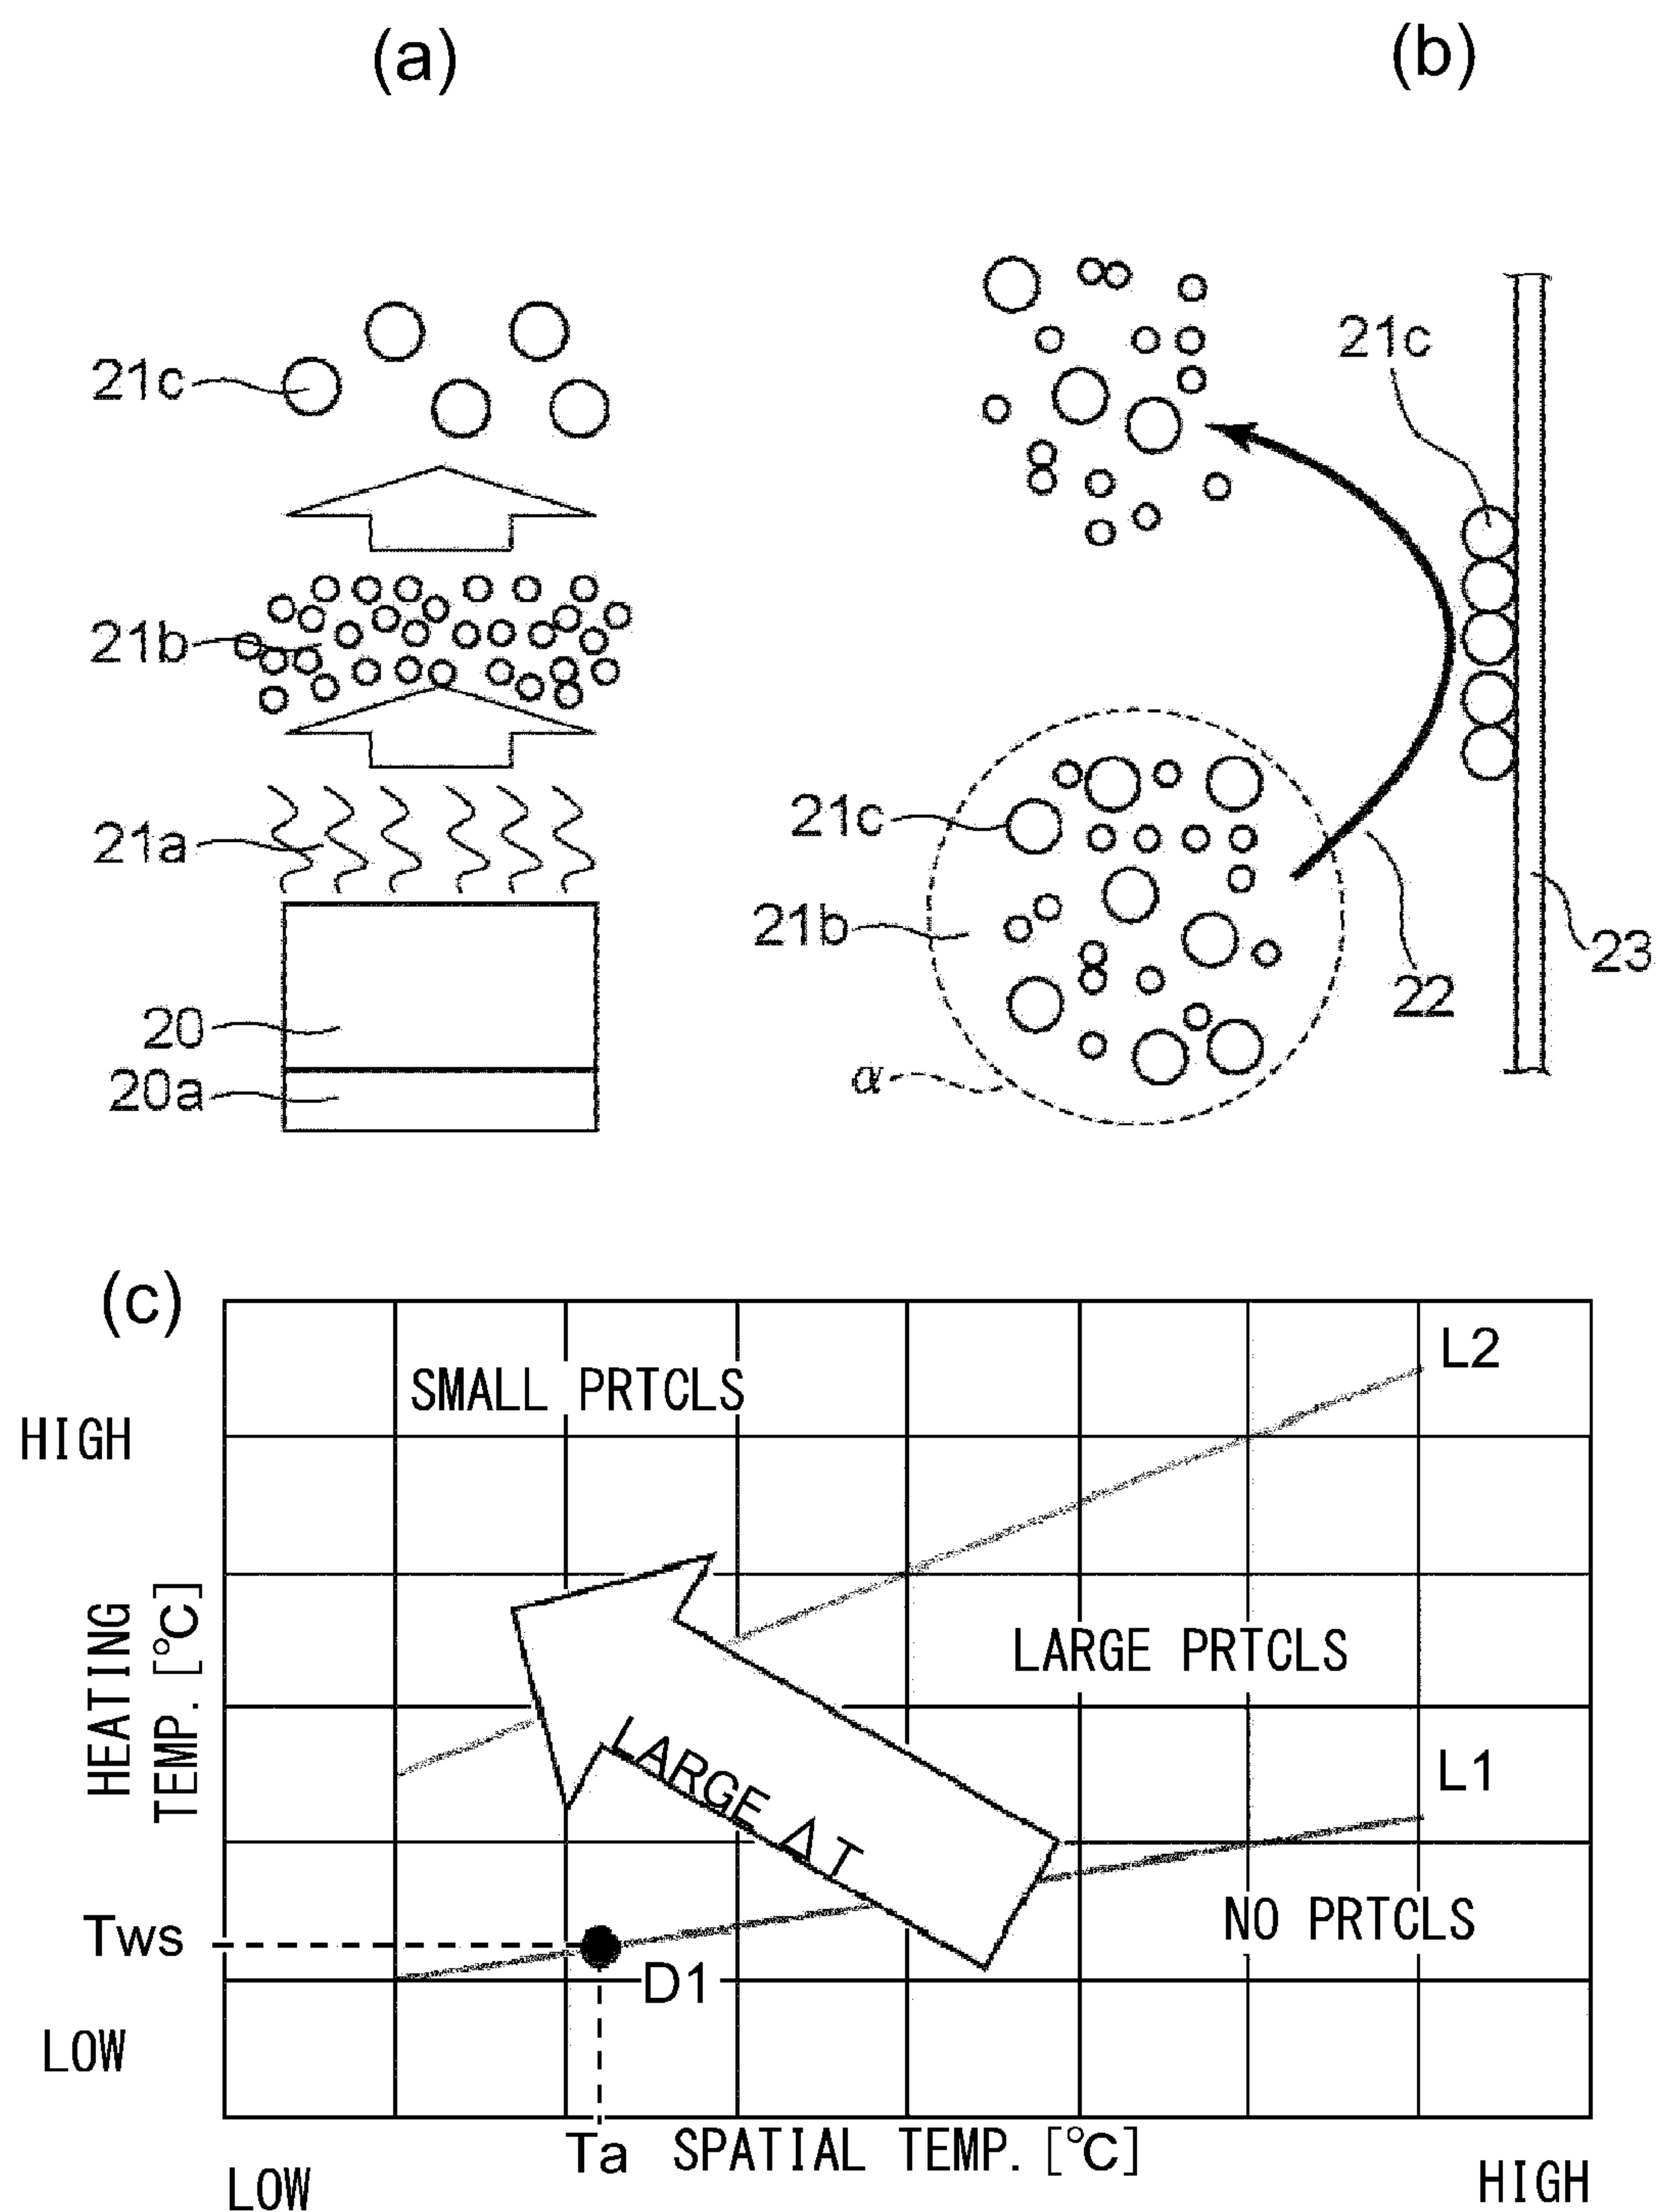 (a)
(b)
21c
21c
21b
21a
21c
21b
20
20a
α
22
23
(c)
L2
SMALL PRTCLS
HIGH
HEATING
TEMP. [℃]
LARGE PRTCLS
LARGE ΔT
L1
NO PRTCLS
Tws
D1
LOW
Ta
SPATIAL TEMP. [℃]
LOW
HIGH